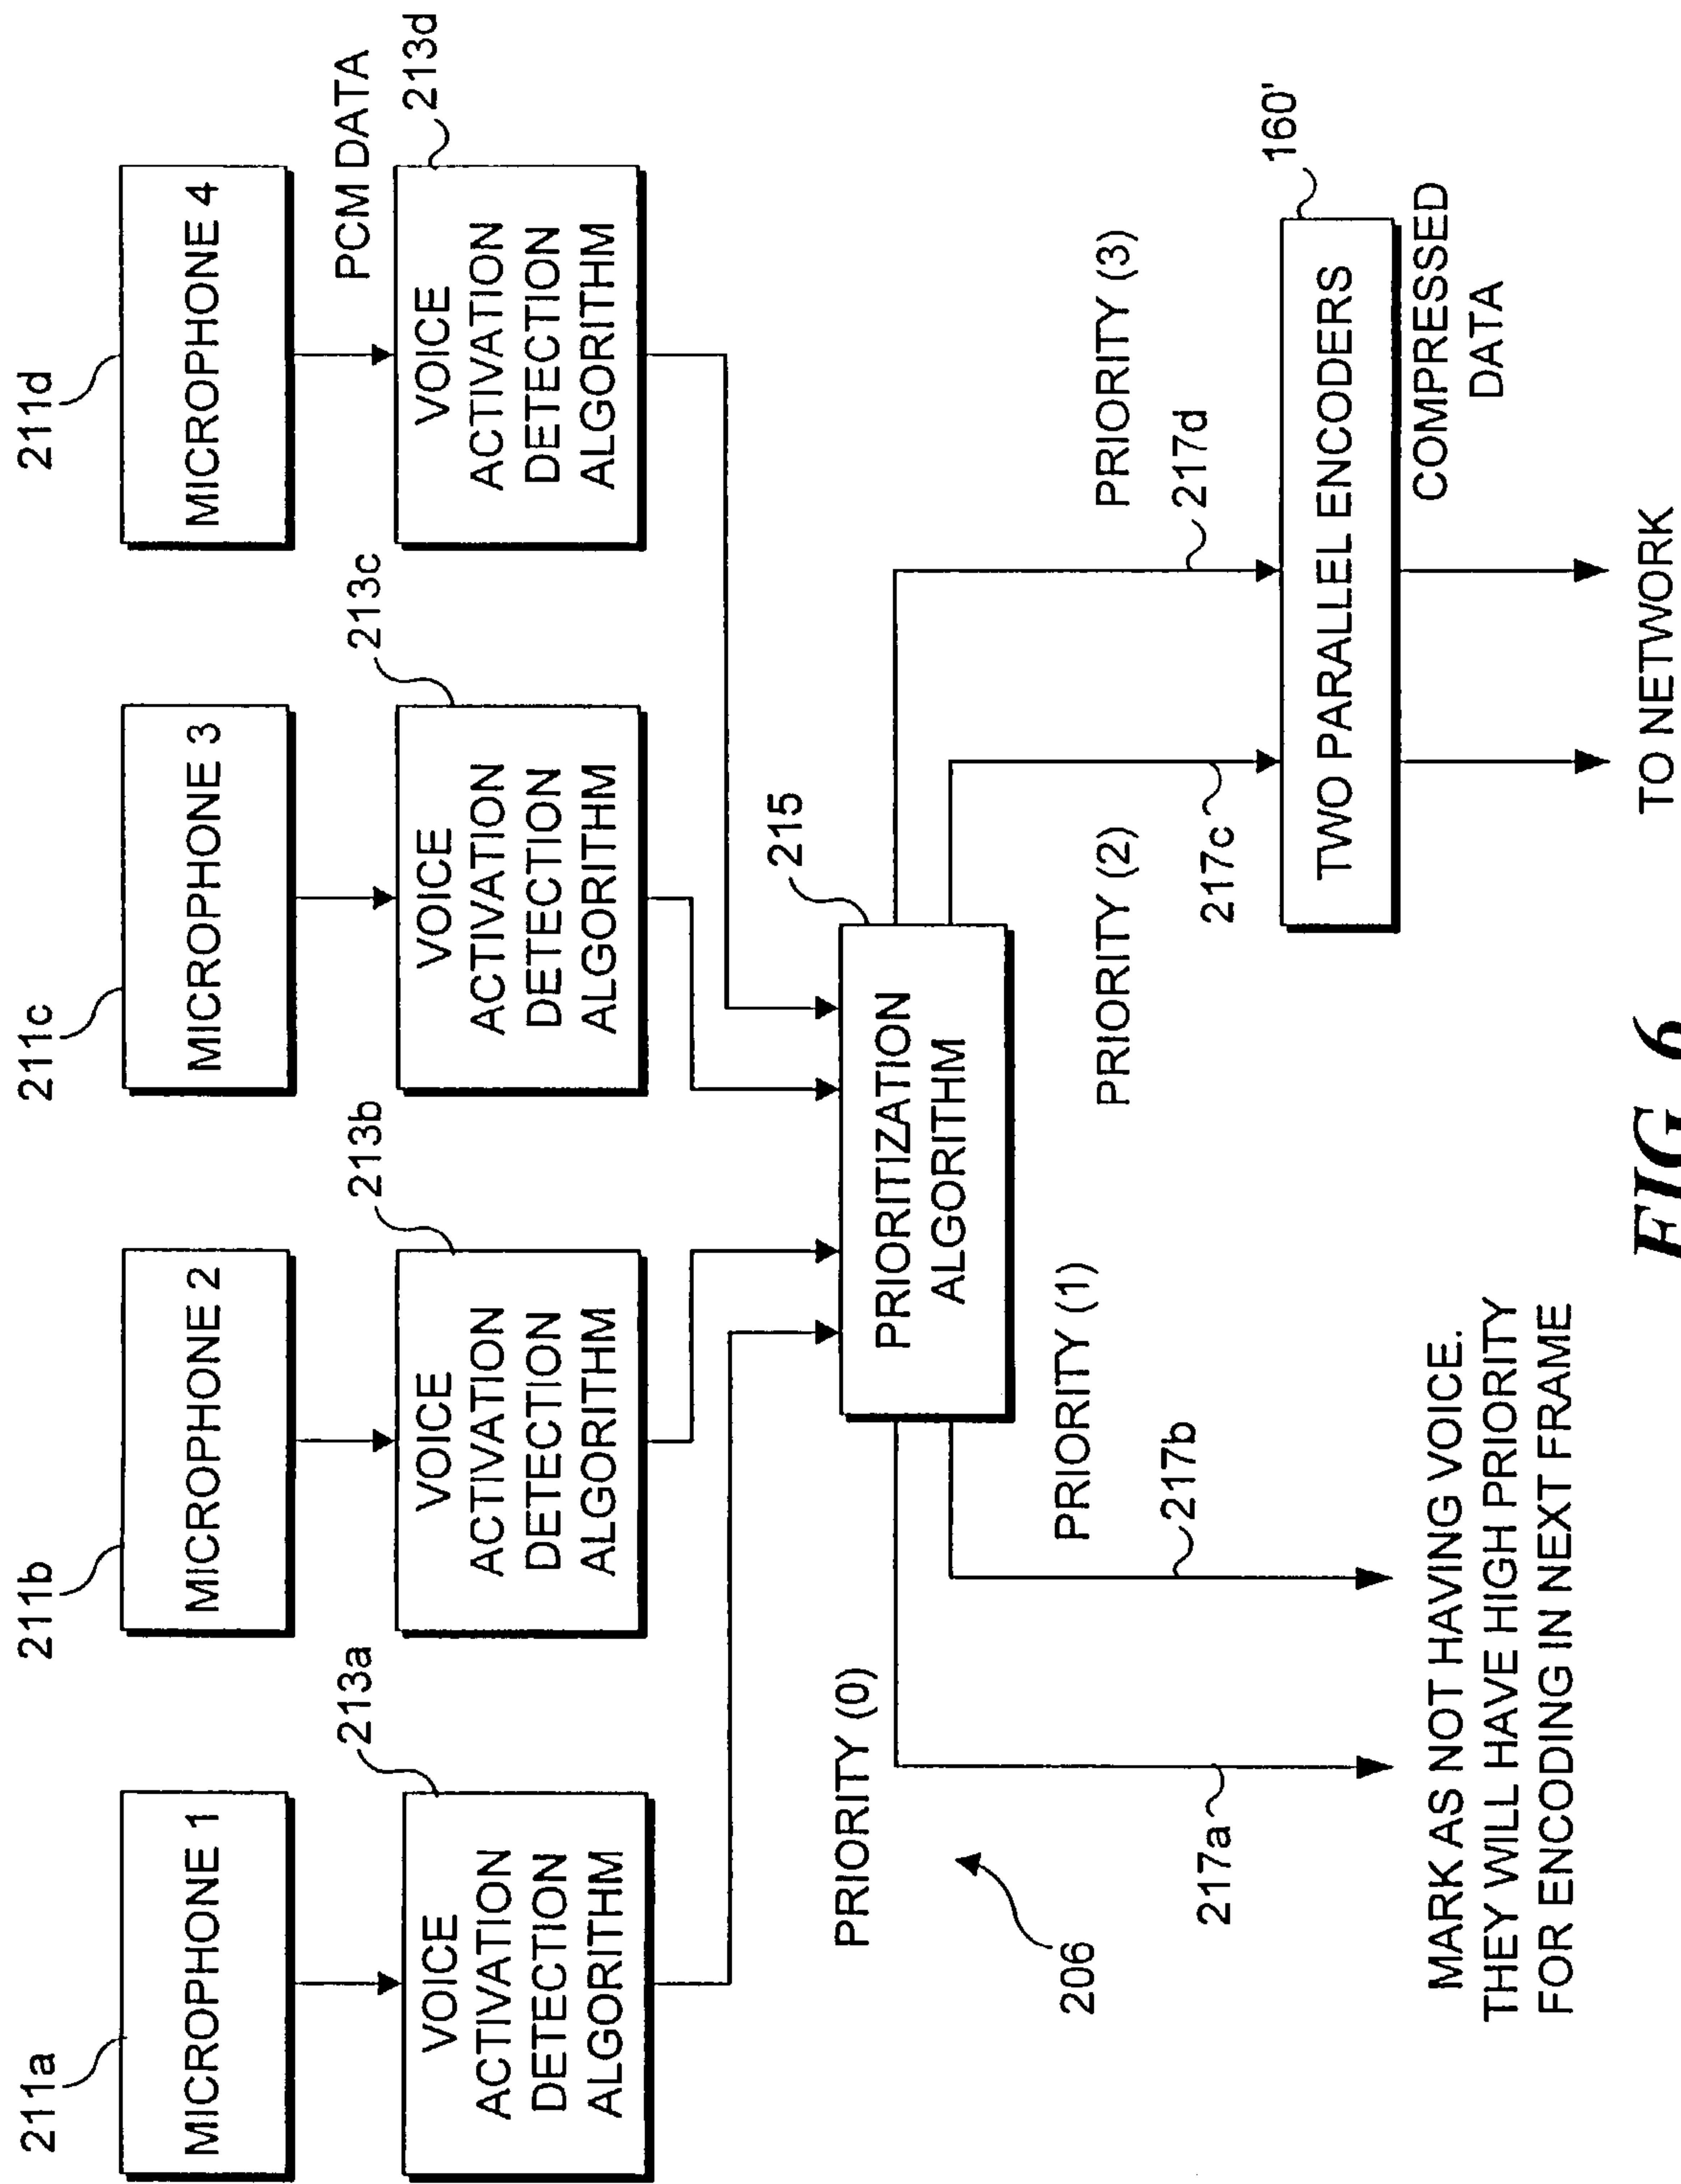 211a
211b
211c
211d
MICROPHONE 1
MICROPHONE 2
MICROPHONE 3
MICROPHONE 4
PCM DATA
213a
213b
213c
213d
VOICE
ACTIVATION
DETECTION
ALGORITHM
VOICE
ACTIVATION
DETECTION
ALGORITHM
VOICE
ACTIVATION
DETECTION
ALGORITHM
VOICE
ACTIVATION
DETECTION
ALGORITHM
215
PRIORITIZATION
ALGORITHM
PRIORITY (0)
PRIORITY (1)
PRIORITY (2)
PRIORITY (3)
206
217a
217b
217c
217d
160'
TWO PARALLEL ENCODERS
COMPRESSED
DATA
MARK AS NOT HAVING VOICE.
THEY WILL HAVE HIGH PRIORITY
FOR ENCODING IN NEXT FRAME
TO NETWORK
FIG. 6